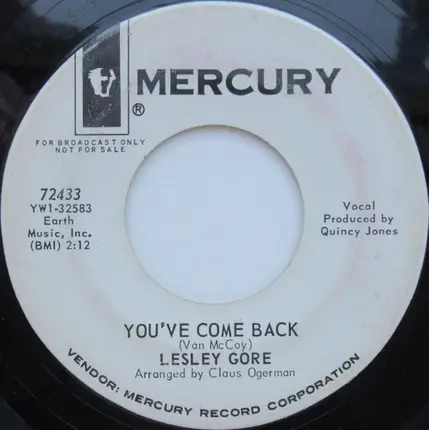 MERCURY
®
FOR BROADCAST ONLY
NOT FOR SALE
72433
YW1-32583
Earth
Music, Inc.
(BMI) 2:12
Vocal
Produced by
Quincy Jones
YOU'VE COME BACK
(Van McCoy)
LESLEY GORE
Arranged by Claus Ogerman
VENDOR: MERCURY RECORD CORPORATION